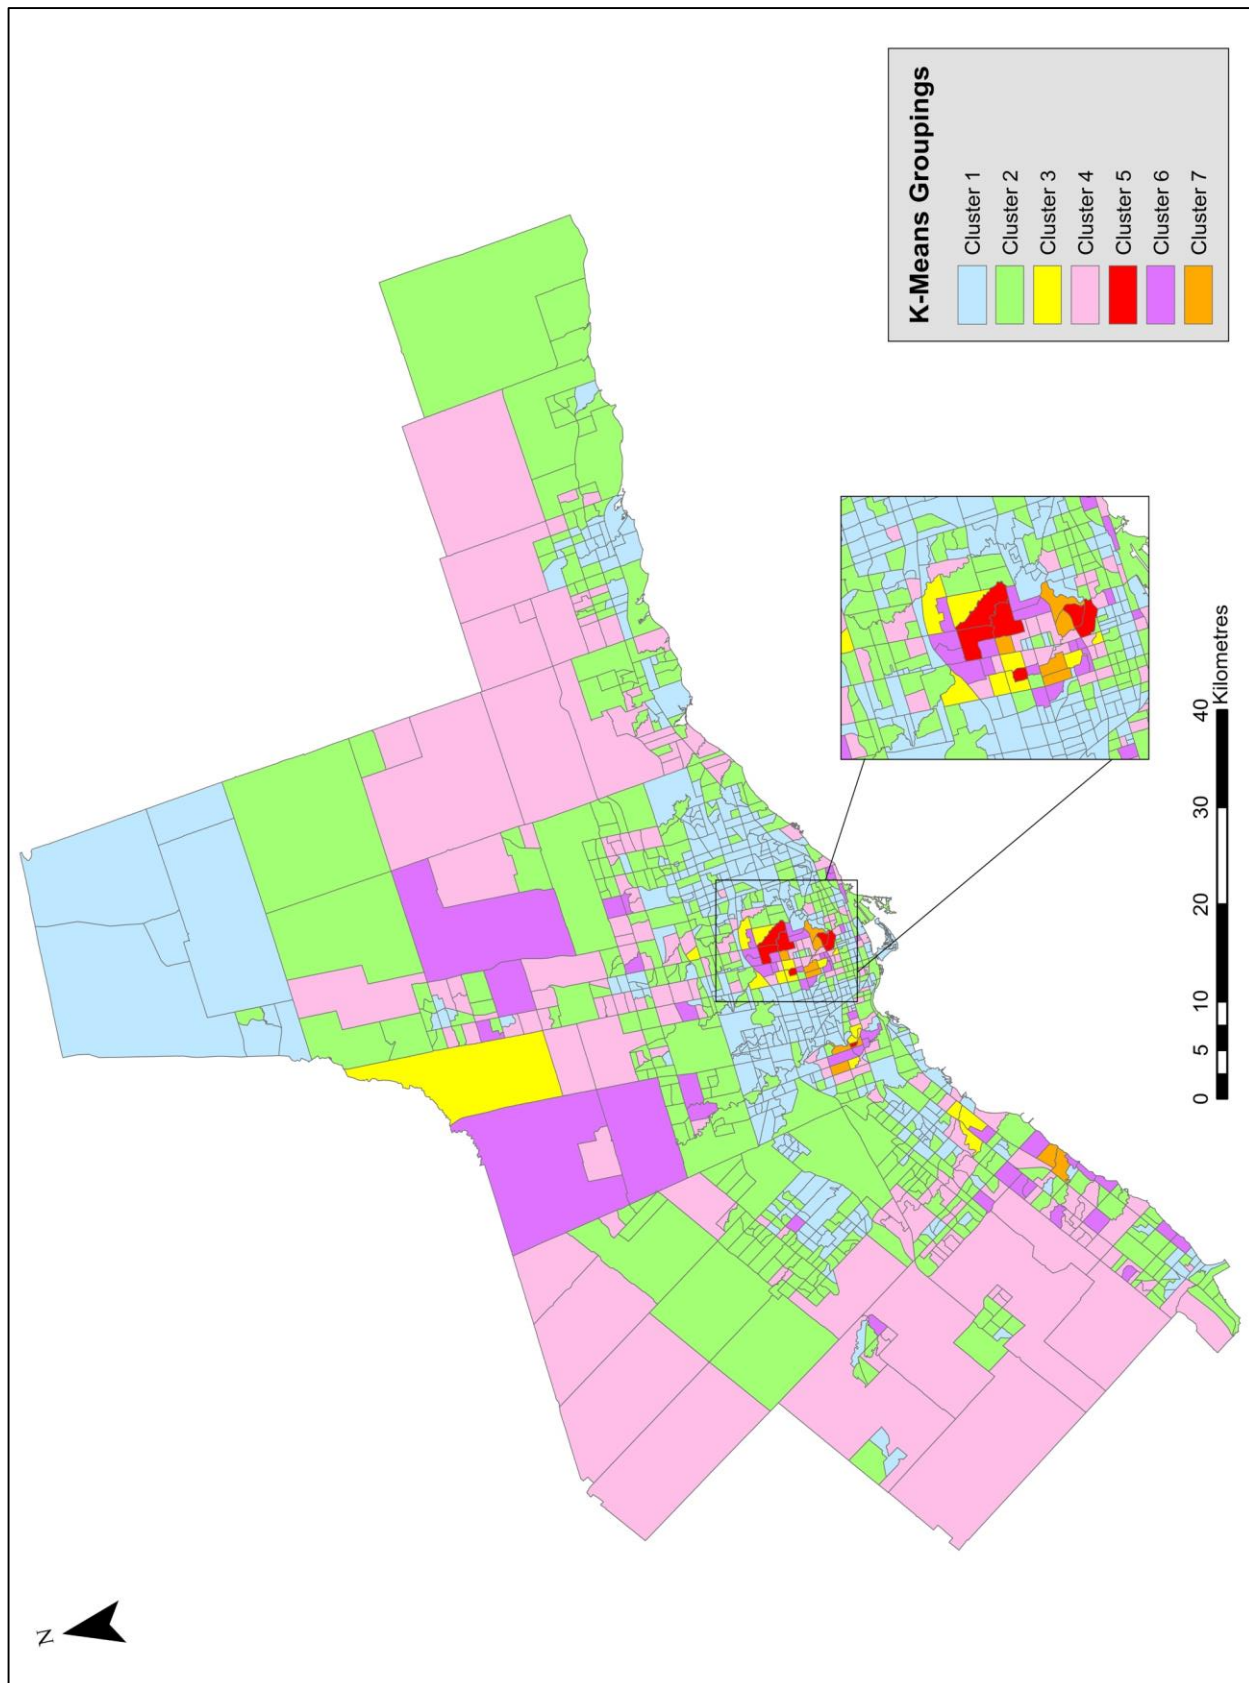 N
K-Means Groupings
Cluster 1
Cluster 2
Cluster 3
Cluster 4
Cluster 5
Cluster 6
Cluster 7
0 5 10 20 30 40
Kilometres